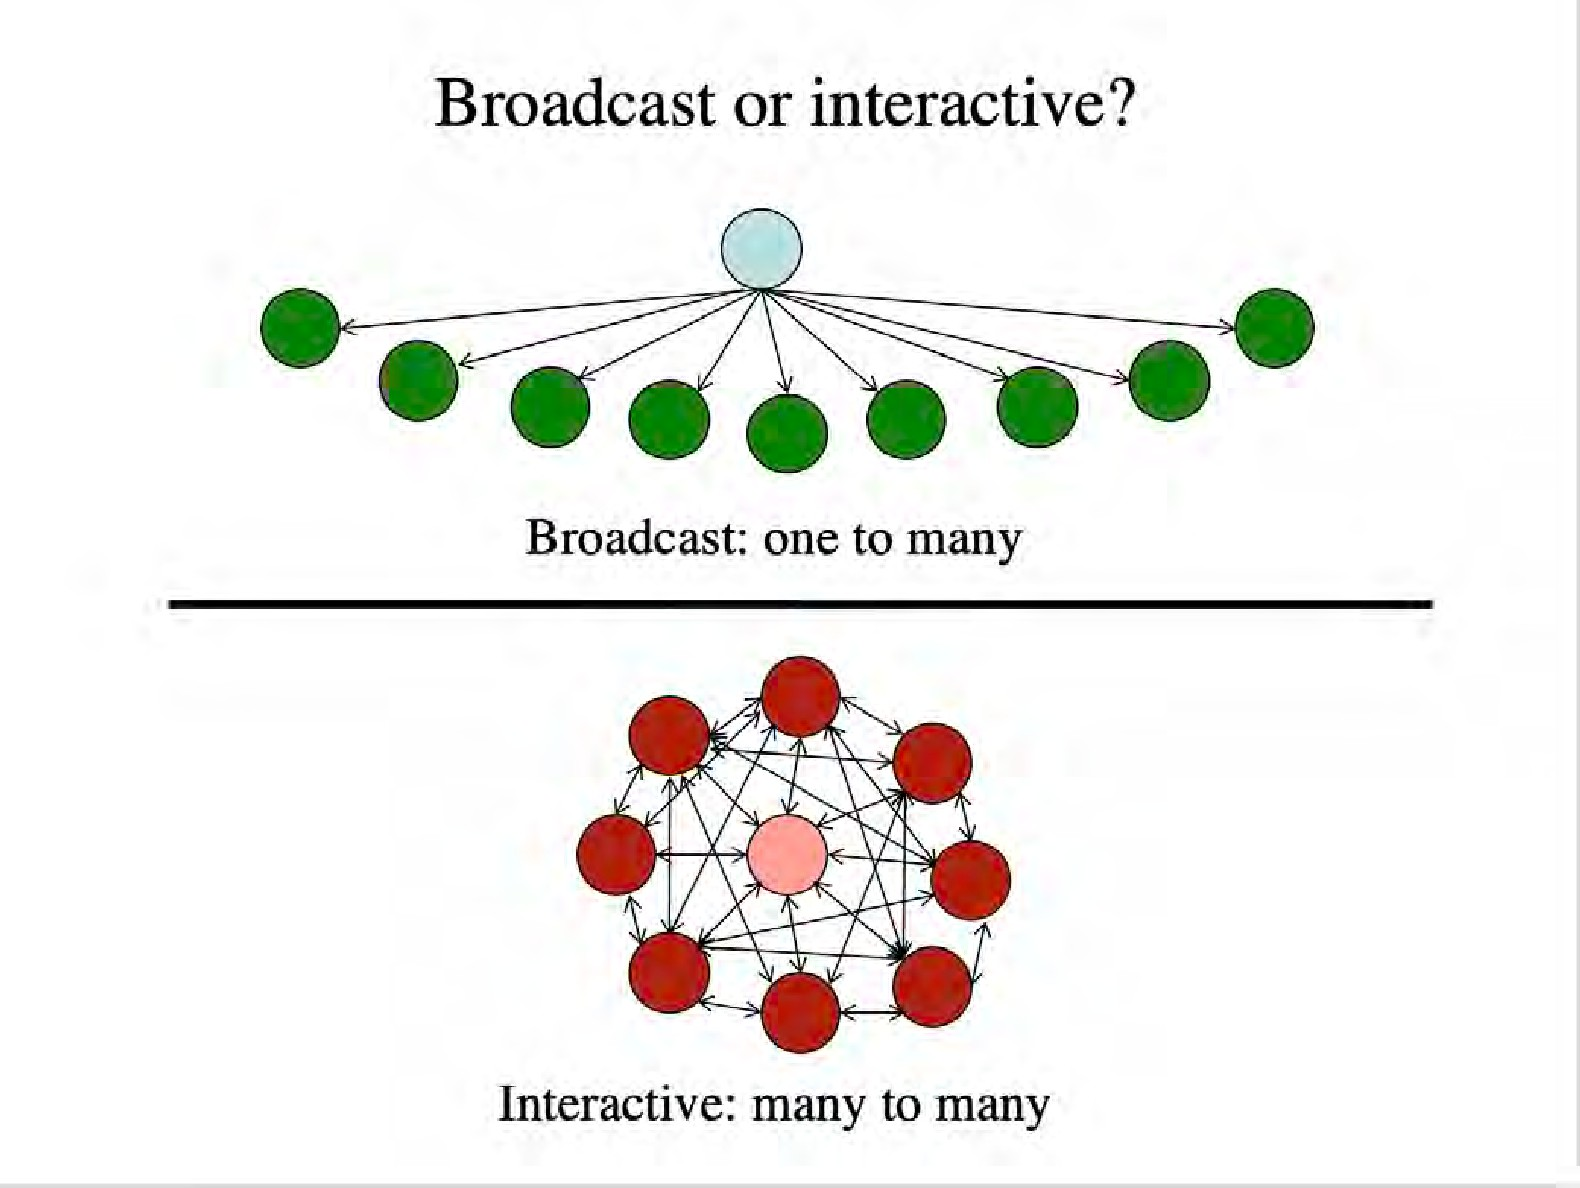 Broadcast or interactive?
Broadcast: one to many
Interactive: many to many